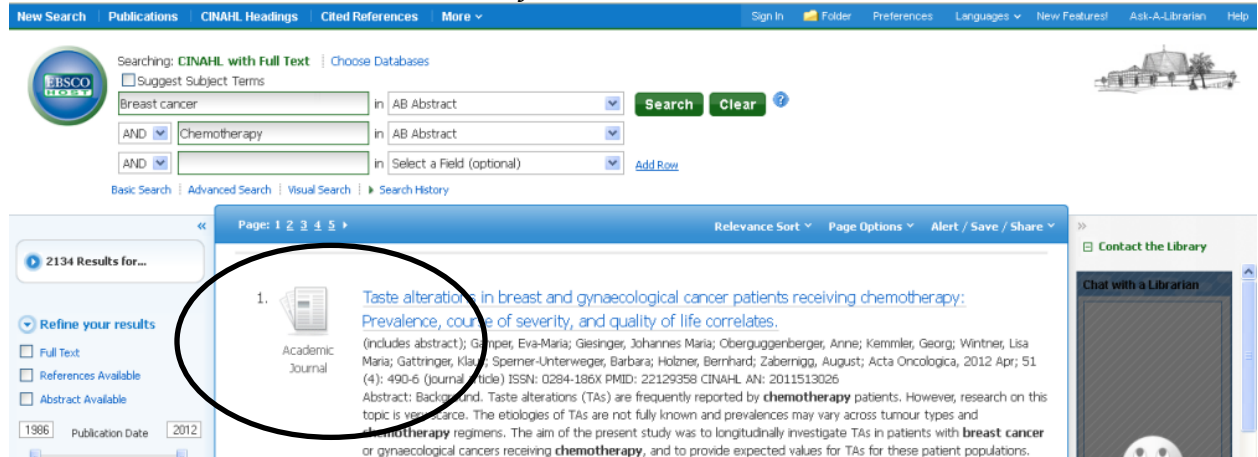 New Search Publications CINAHL Headings Cited References More Sign In Folder Preferences Languages New Features! Ask-A-Librarian Help
Searching: CINAHL with Full Text Choose Databases
Suggest Subject Terms
EBSCO HOST
Breast cancer in AB Abstract Search Clear ?
AND Chemotherapy in AB Abstract
AND in Select a Field (optional) Add Row
Basic Search Advanced Search Visual Search Search History
« Page: 1 2 3 4 5 Relevance Sort Page Options Alert / Save / Share »
Contact the Library
2134 Results for...
Chat with a Librarian
1. Taste alterations in breast and gynaecological cancer patients receiving chemotherapy:
Prevalence, course of severity, and quality of life correlates.
Refine your results
Full Text
References Available
Abstract Available
1986 Publication Date 2012
Academic
Journal
(includes abstract); Gamper, Eva-Maria; Giesinger, Johannes Maria; Oberguggenberger, Anne; Kemmler, Georg; Wintner, Lisa
Maria; Gattringer, Klaus; Sperner-Unterweger, Barbara; Holzner, Bernhard; Zabernigg, August; Acta Oncologica, 2012 Apr; 51
(4): 490-6 (journal article) ISSN: 0284-186X PMID: 22129358 CINAHL AN: 2011513026
Abstract: Background. Taste alterations (TAs) are frequently reported by chemotherapy patients. However, research on this
topic is very scarce. The etiologies of TAs are not fully known and prevalences may vary across tumour types and
chemotherapy regimens. The aim of the present study was to longitudinally investigate TAs in patients with breast cancer
or gynaecological cancers receiving chemotherapy, and to provide expected values for TAs for these patient populations.